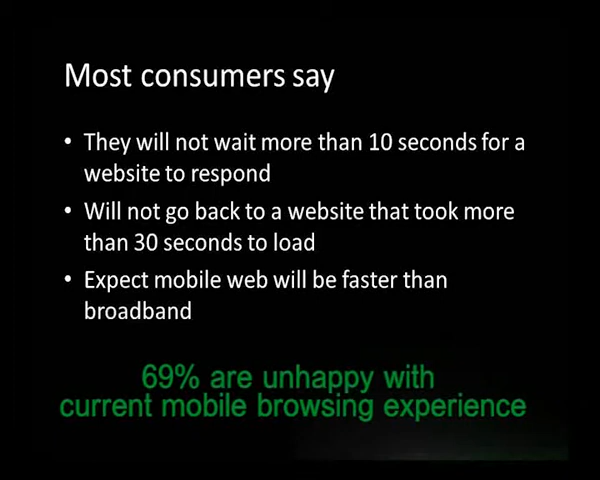 Most consumers say
• They will not wait more than 10 seconds for a
website to respond
• Will not go back to a website that took more
than 30 seconds to load
• Expect mobile web will be faster than
broadband
69% are unhappy with
current mobile browsing experience